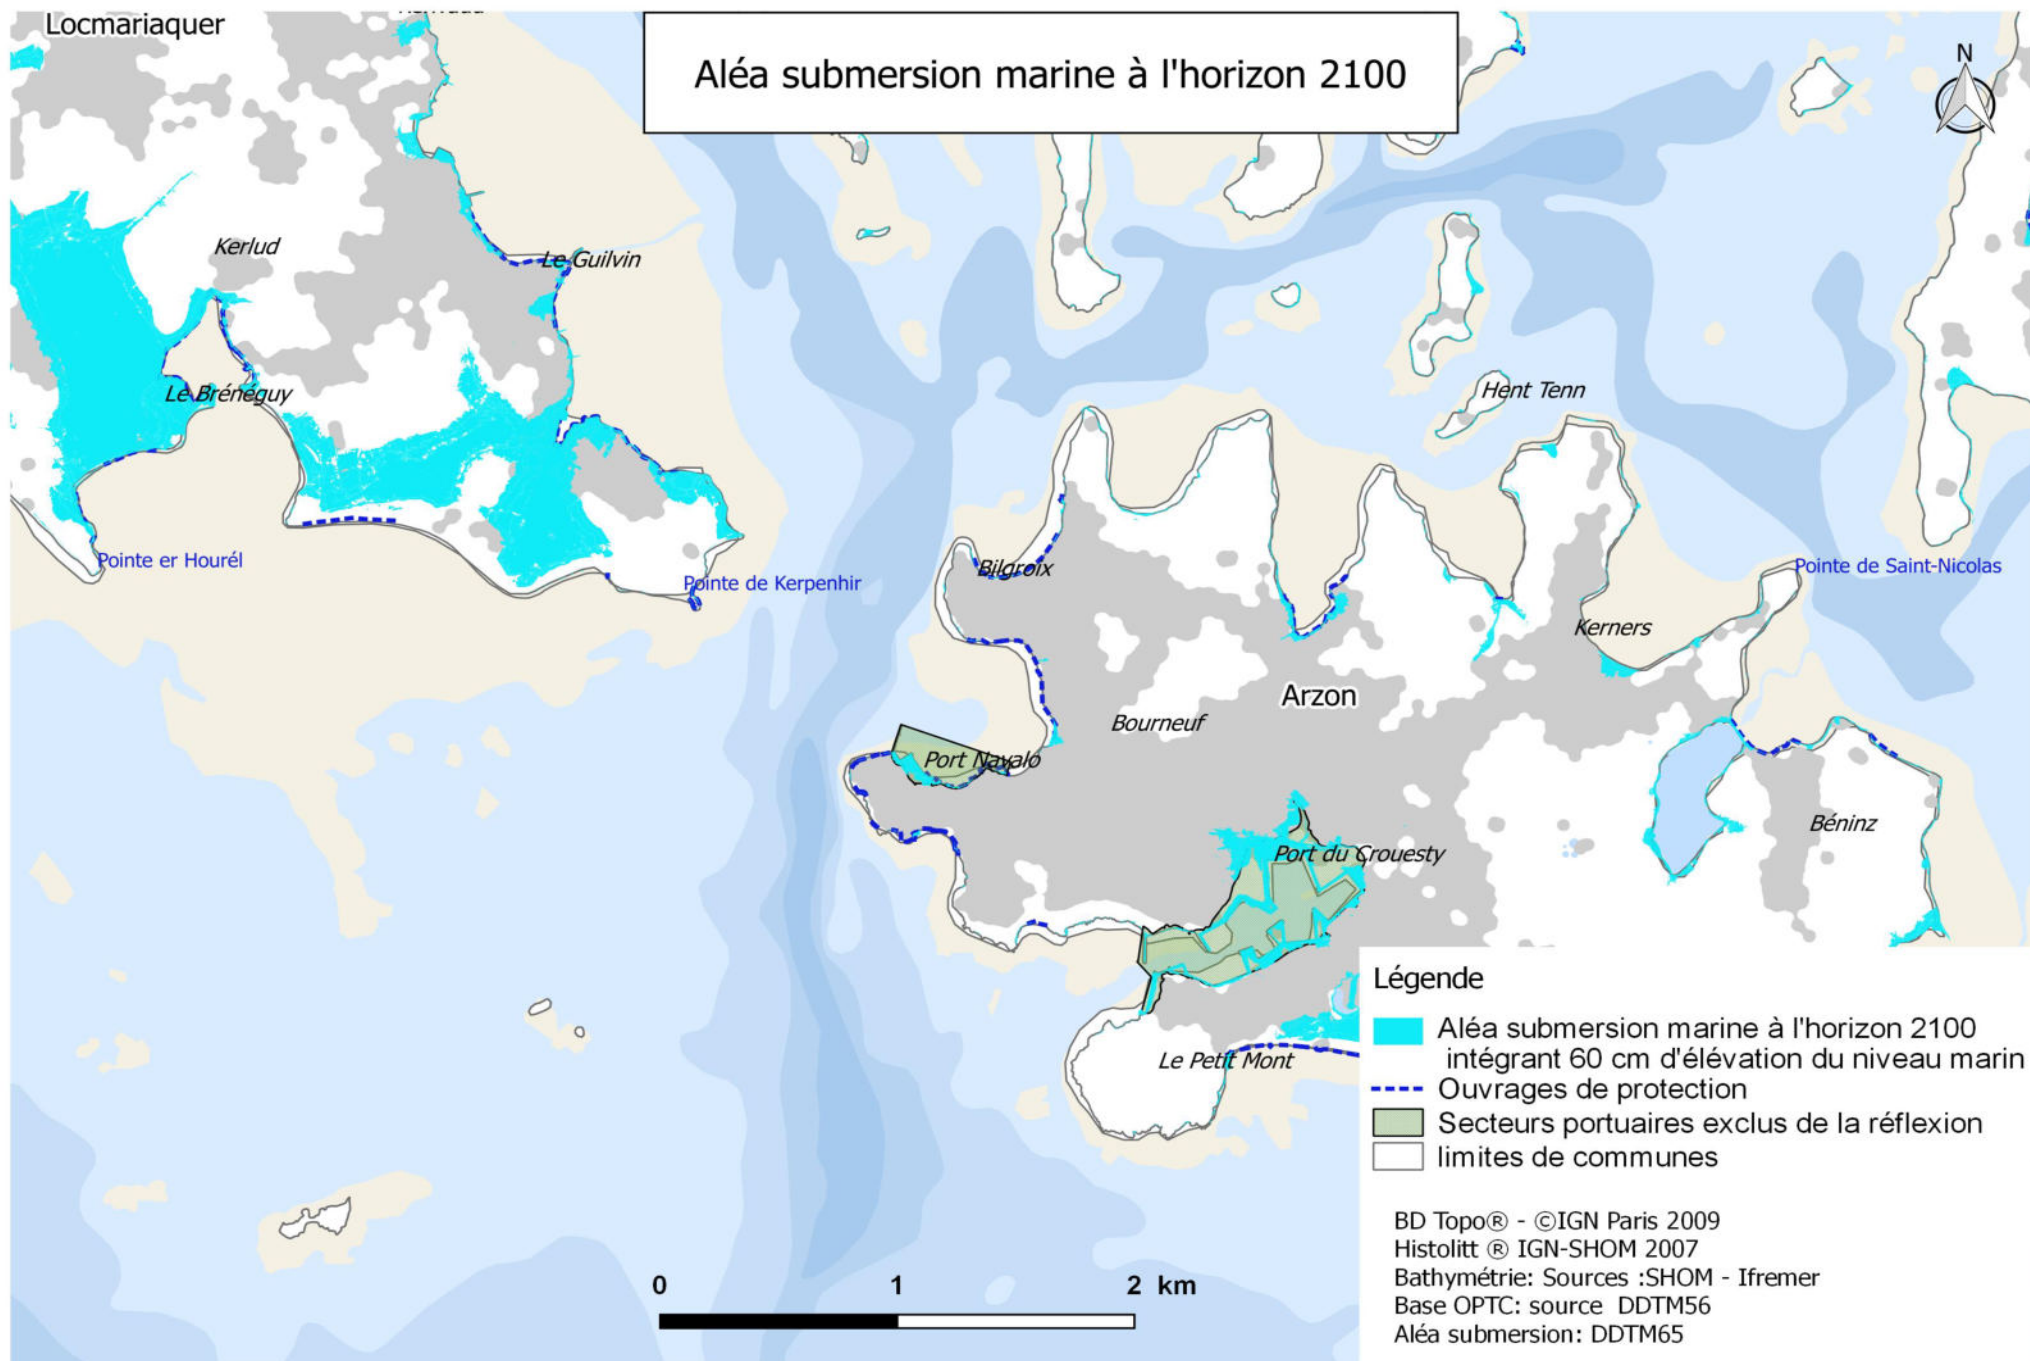 Locmariaquer
Aléa submersion marine à l'horizon 2100
N
Kerlud
Le Guilvin
Le Brénéguy
Hent Tenn
Pointe er Hourél
Pointe de Kerpenhir
Bilgroix
Pointe de Saint-Nicolas
Kerners
Arzon
Bourneuf
Port Navalo
Béninz
Port du Crouesty
Le Petit Mont
Légende
Aléa submersion marine à l'horizon 2100
intégrant 60 cm d'élévation du niveau marin
Ouvrages de protection
Secteurs portuaires exclus de la réflexion
limites de communes
BD Topo® - ©IGN Paris 2009
Histolitt ® IGN-SHOM 2007
Bathymétrie: Sources :SHOM - Ifremer
Base OPTC: source DDTM56
Aléa submersion: DDTM65
0 1 2 km